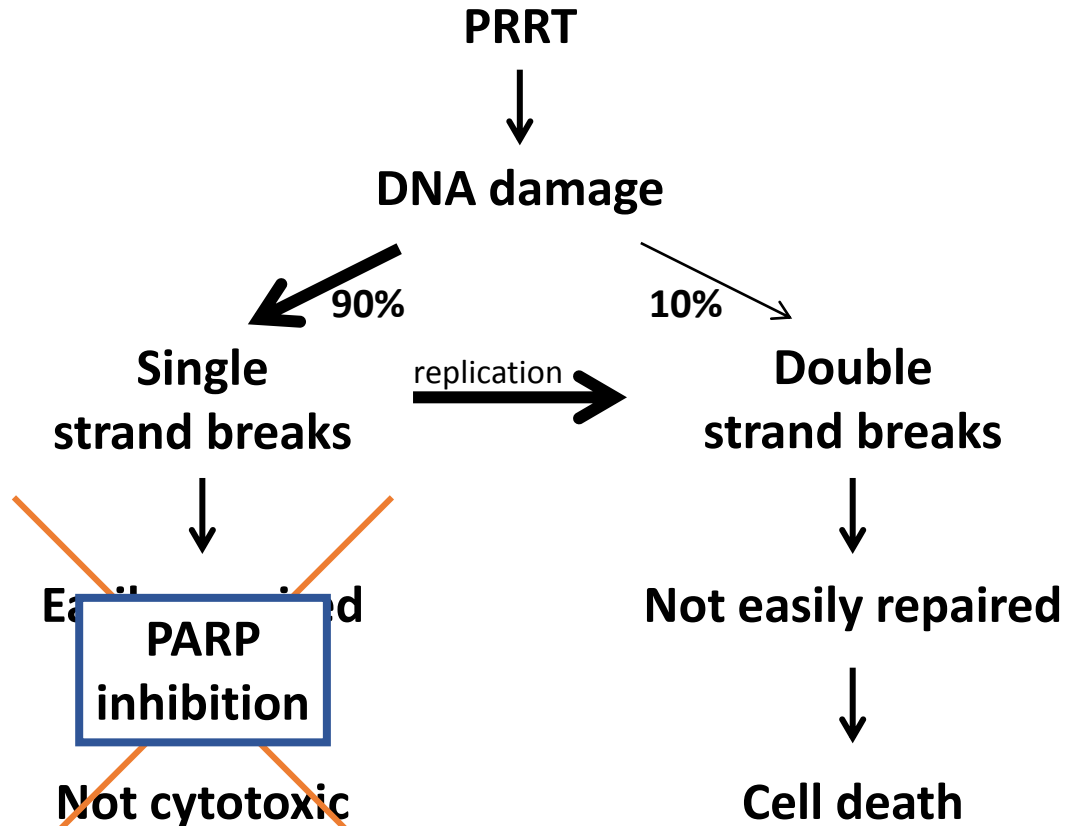 PRRT
DNA damage
90%
10%
Single
strand breaks
replication
Double
strand breaks
Not easily repaired
PARP
inhibition
Not cytotoxic
Cell death